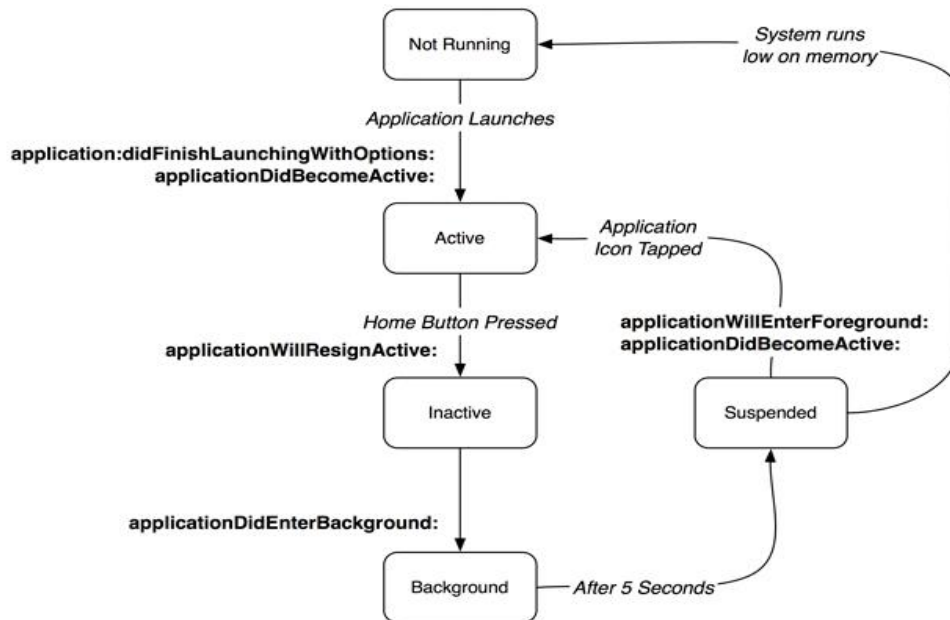 Not Running
System runs
low on memory
Application Launches
application:didFinishLaunchingWithOptions:
applicationDidBecomeActive:
Active
Application
Icon Tapped
Home Button Pressed
applicationWillResignActive:
applicationWillEnterForeground:
applicationDidBecomeActive:
Inactive
Suspended
applicationDidEnterBackground:
Background
After 5 Seconds